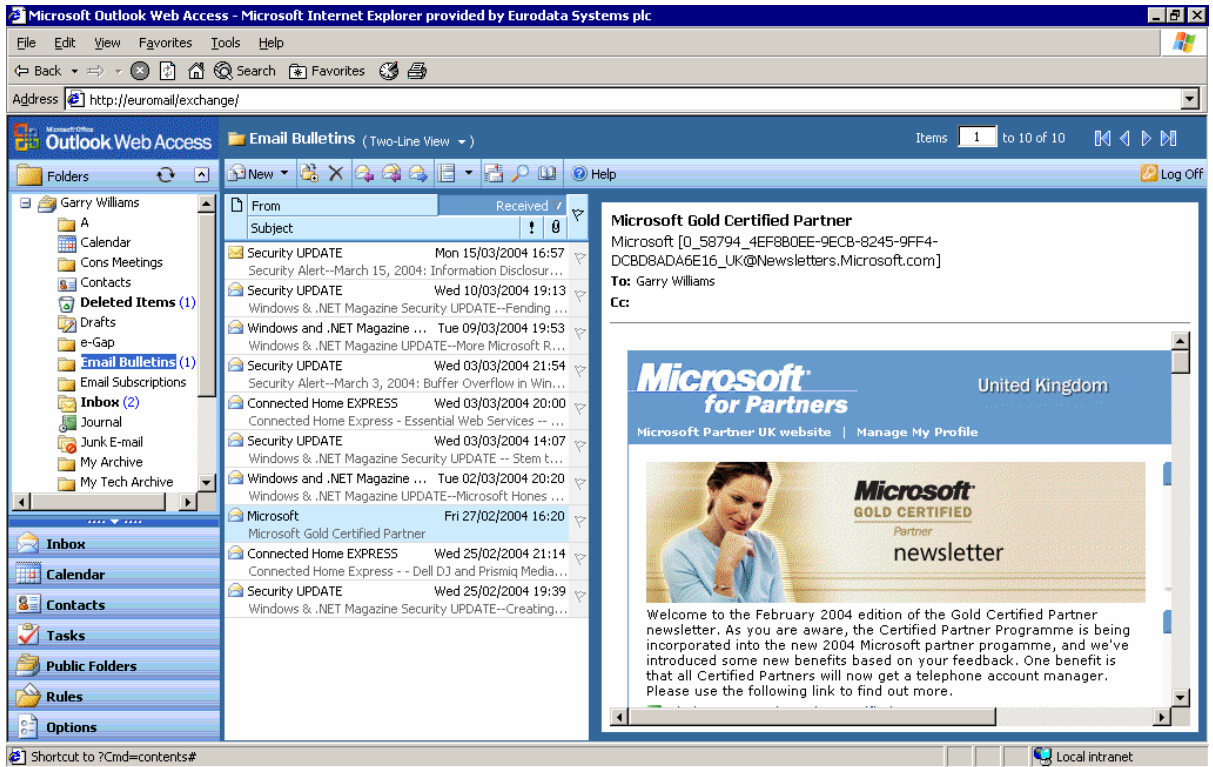 Microsoft Outlook Web Access - Microsoft Internet Explorer provided by Eurodata Systems plc
File Edit View Favorites Tools Help
Back Search Favorites
Address http://euromail/exchange/
Microsoft Office
Outlook Web Access
Email Bulletins (Two-Line View)
Items 1 to 10 of 10
Folders
New Help Log Off
Garry Williams
A
Calendar
Cons Meetings
Contacts
Deleted Items (1)
Drafts
e-Gap
Email Bulletins (1)
Email Subscriptions
Inbox (2)
Journal
Junk E-mail
My Archive
My Tech Archive
Inbox
Calendar
Contacts
Tasks
Public Folders
Rules
Options
From Received
Subject !
Security UPDATE Mon 15/03/2004 16:57
Security Alert--March 15, 2004: Information Disclosur...
Security UPDATE Wed 10/03/2004 19:13
Windows & .NET Magazine Security UPDATE--Fending ...
Windows and .NET Magazine ... Tue 09/03/2004 19:53
Windows & .NET Magazine UPDATE--More Microsoft R...
Security UPDATE Wed 03/03/2004 21:54
Security Alert--March 3, 2004: Buffer Overflow in Win...
Connected Home EXPRESS Wed 03/03/2004 20:00
Connected Home Express - Essential Web Services -- ...
Security UPDATE Wed 03/03/2004 14:07
Windows & .NET Magazine Security UPDATE -- Stem t...
Windows and .NET Magazine ... Tue 02/03/2004 20:20
Windows & .NET Magazine UPDATE--Microsoft Hones ...
Microsoft Fri 27/02/2004 16:20
Microsoft Gold Certified Partner
Connected Home EXPRESS Wed 25/02/2004 21:14
Connected Home Express - - Dell DJ and Prismiq Media...
Security UPDATE Wed 25/02/2004 19:39
Windows & .NET Magazine Security UPDATE--Creating...
Microsoft Gold Certified Partner
Microsoft [0_58794_4EF8B0EE-9ECB-8245-9FF4-
DCBD8ADA6E16_UK@Newsletters.Microsoft.com]
To: Garry Williams
Cc:
Microsoft
for Partners
United Kingdom
Microsoft Partner UK website | Manage My Profile
Microsoft
GOLD CERTIFIED
Partner
newsletter
Welcome to the February 2004 edition of the Gold Certified Partner
newsletter. As you are aware, the Certified Partner Programme is being
incorporated into the new 2004 Microsoft partner progamme, and we've
introduced some new benefits based on your feedback. One benefit is
that all Certified Partners will now get a telephone account manager.
Please use the following link to find out more.
Shortcut to ?Cmd=contents#
Local intranet